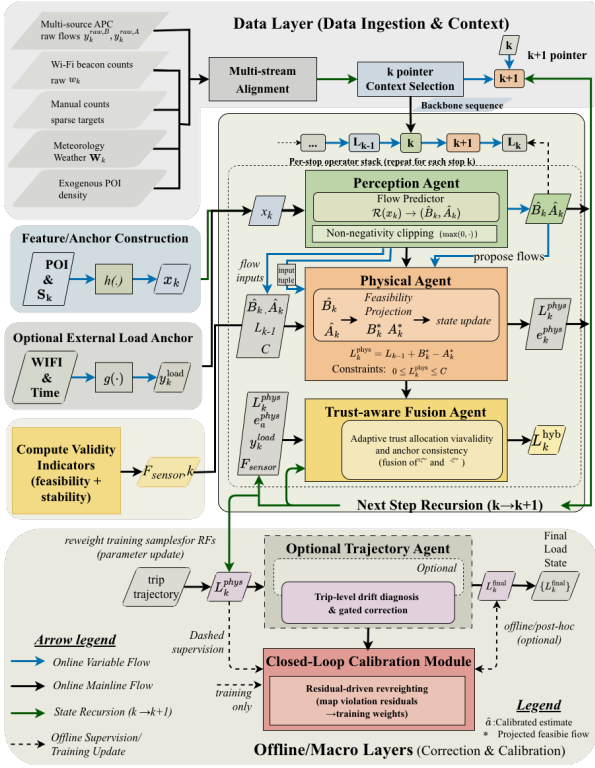 Data Layer (Data Ingestion & Context)
Multi-source APC
raw flows y_k^{raw,B}, y_k^{raw,A}
Wi-Fi beacon counts
raw w_k
Manual counts
sparse targets
Meteorology
Weather W_k
Exogenous POI
density
Multi-stream
Alignment
k pointer
Context Selection
k
k+1
k+1 pointer
Backbone sequence
...
L_{k-1}
k
k+1
L_k
Per-stop operator stack (repeat for each stop k)
Feature/Anchor Construction
POI
&
S_k
h(.)
x_k
x_k
Perception Agent
Flow Predictor
R(x_k) → (B̂_k, Â_k)
Non-negativity clipping (max(0,·))
B̂_k Â_k
flow
inputs
input
tuple
propose flows
Optional External Load Anchor
WIFI
&
Time
g(·)
y_k^{load}
B̂_k, Â_k
L_{k-1}
C
Physical Agent
B̂_k
Â_k
Feasibility
Projection
B_k^* A_k^*
state update
L_k^{phys} = L_{k-1} + B_k^* − A_k^*
Constraints: 0 ≤ L_k^{phys} ≤ C
L_k^{phys}
e_k^{phys}
Compute Validity
Indicators
(feasibility +
stability)
F_{sensor}, k
L_k^{phys}
e_a^{phys}
y_k^{load}
F_{sensor}
Trust-aware Fusion Agent
Adaptive trust allocation viavalidity
and anchor consistency
(fusion of and )
L_k^{hyb}
Next Step Recursion (k→k+1)
reweight training samplesfor RFs
(parameter update)
trip
trajectory
L_k^{phys}
Optional Trajectory Agent
Optional
Trip-level drift diagnosis
& gated correction
L_k^{final}
Final
Load
State
{L_k^{final}}
Dashed
supervision
offline/post-hoc
(optional)
training
only
Closed-Loop Calibration Module
Residual-driven revreighting
(map violation residuals
→training weights)
Arrow legend
Online Variable Flow
Online Mainline Flow
State Recursion (k→k+1)
Offline Supervision/
Training Update
Legend
â :Calibrated estimate
* Projected feasible flow
Offline/Macro Layers (Correction & Calibration)